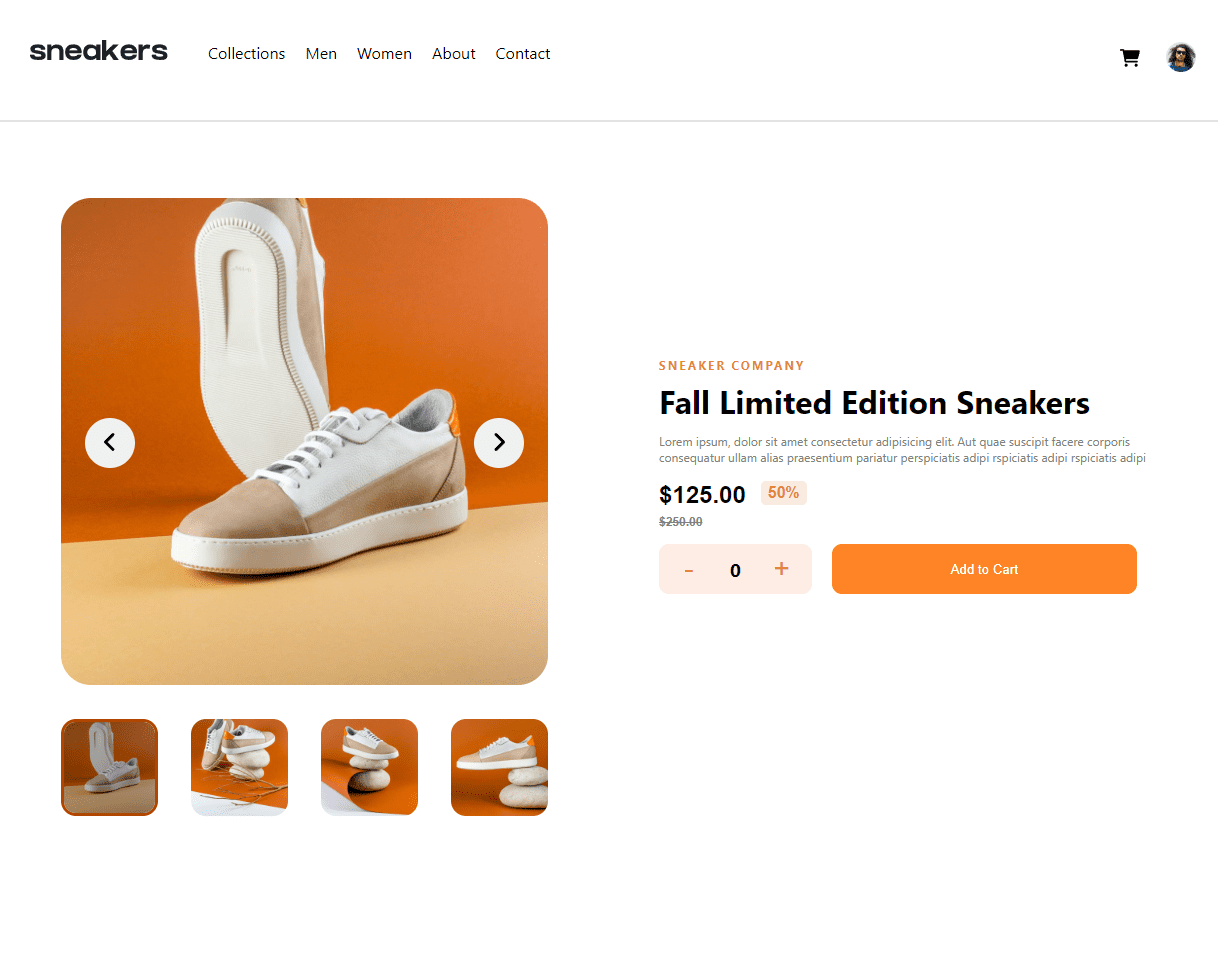 sneakers
Collections Men Women About Contact
SNEAKER COMPANY
Fall Limited Edition Sneakers
Lorem ipsum, dolor sit amet consectetur adipisicing elit. Aut quae suscipit facere corporis
consequatur ullam alias praesentium pariatur perspiciatis adipi rspiciatis adipi rspiciatis adipi
$125.00 50%
$250.00
- 0 +
Add to Cart